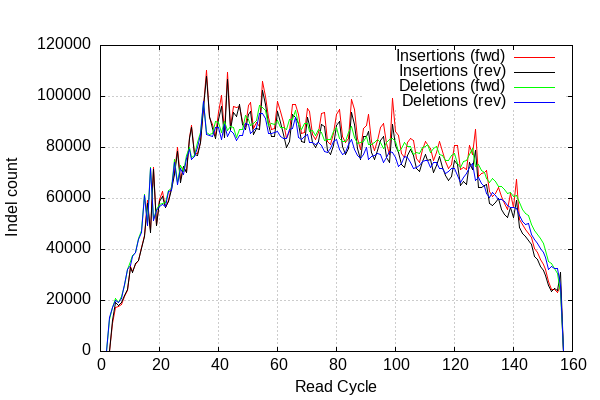 120000
100000
80000
60000
40000
20000
0
Indel count
Insertions (fwd)
Insertions (rev)
Deletions (fwd)
Deletions (rev)
0 20 40 60 80 100 120 140 160
Read Cycle